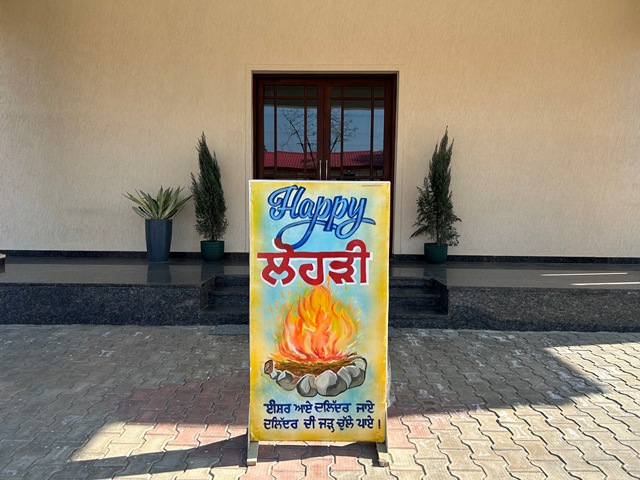 Happy
ਲੋਹੜੀ
ਈਸ਼ਰ ਆਏ ਦਲਿੱਦਰ ਜਾਏ
ਦਲਿੱਦਰ ਦੀ ਜੜ੍ਹ ਚੁੱਲੇ ਪਾਏ !